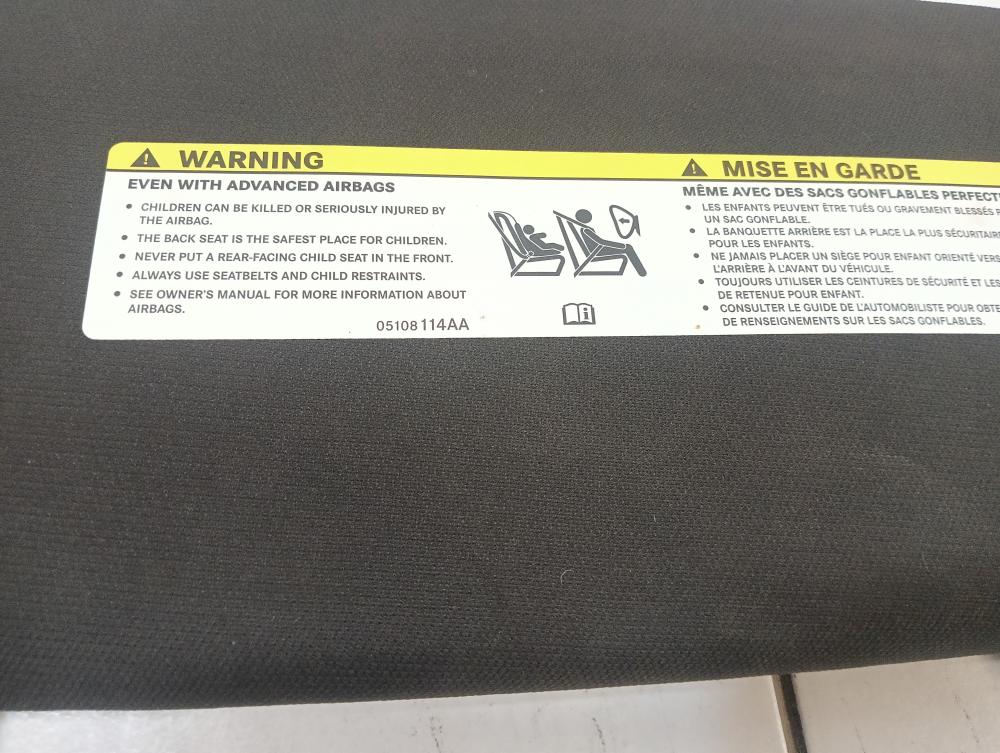 WARNING
EVEN WITH ADVANCED AIRBAGS
• CHILDREN CAN BE KILLED OR SERIOUSLY INJURED BY
THE AIRBAG.
• THE BACK SEAT IS THE SAFEST PLACE FOR CHILDREN.
• NEVER PUT A REAR-FACING CHILD SEAT IN THE FRONT.
• ALWAYS USE SEATBELTS AND CHILD RESTRAINTS.
• SEE OWNER'S MANUAL FOR MORE INFORMATION ABOUT
AIRBAGS.
05108114AA
MISE EN GARDE
MÊME AVEC DES SACS GONFLABLES
• LES ENFANTS PEUVENT ÊTRE TUÉS OU GRAVEMENT BLESSÉS
UN SAC GONFLABLE.
• LA BANQUETTE ARRIÈRE EST LA PLACE LA PLUS
POUR LES ENFANTS.
• NE JAMAIS PLACER UN SIÈGE POUR ENFANT ORIENTÉ VERS
L'ARRIÈRE À L'AVANT DU VÉHICULE.
• TOUJOURS UTILISER LES CEINTURES DE SÉCURITÉ ET LES
DE RETENUE POUR ENFANT.
• CONSULTER LE GUIDE DE L'AUTOMOBILISTE POUR
DE RENSEIGNEMENTS SUR LES SACS GONFLABLES.